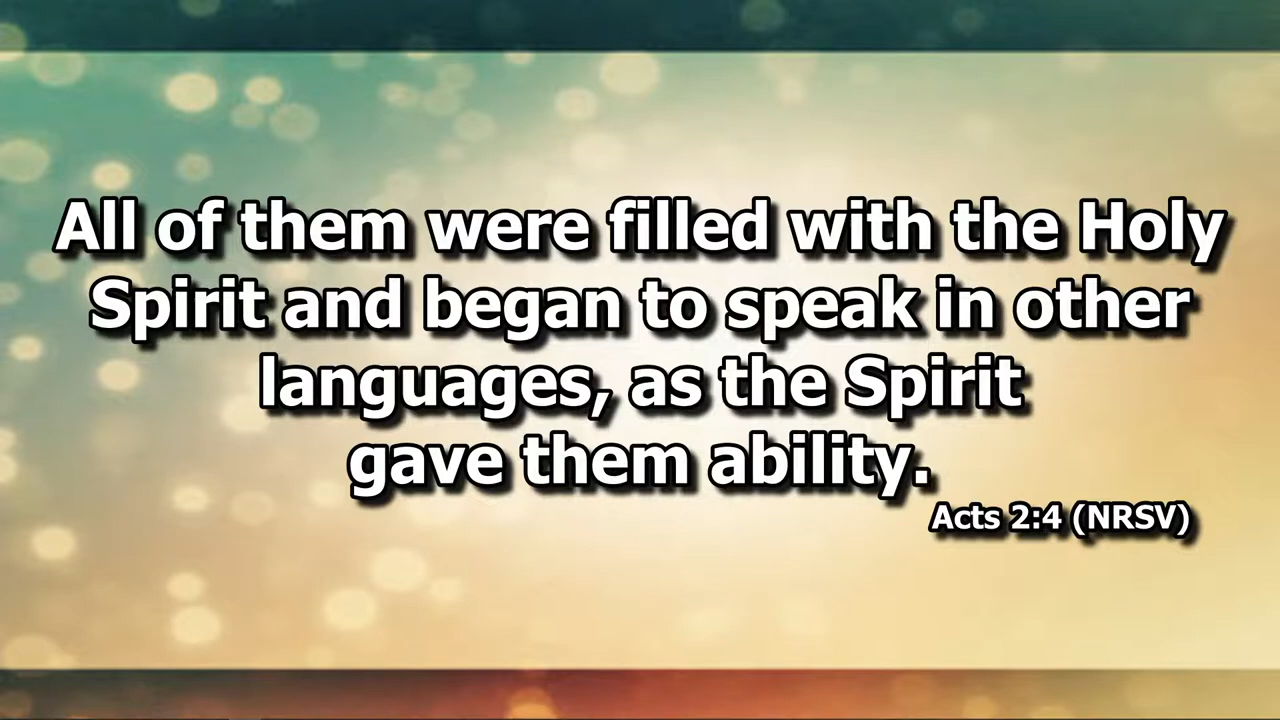 All of them were filled with the Holy
Spirit and began to speak in other
languages, as the Spirit
gave them ability.
Acts 2:4 (NRSV)